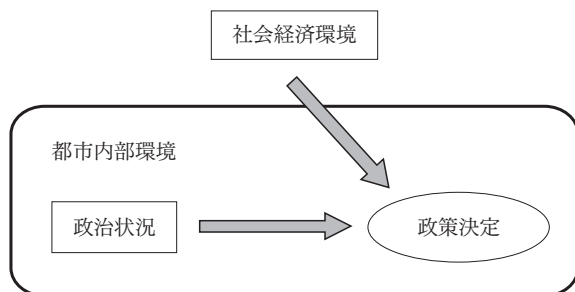 社会経済環境
都市内部環境
政治状況
政策決定